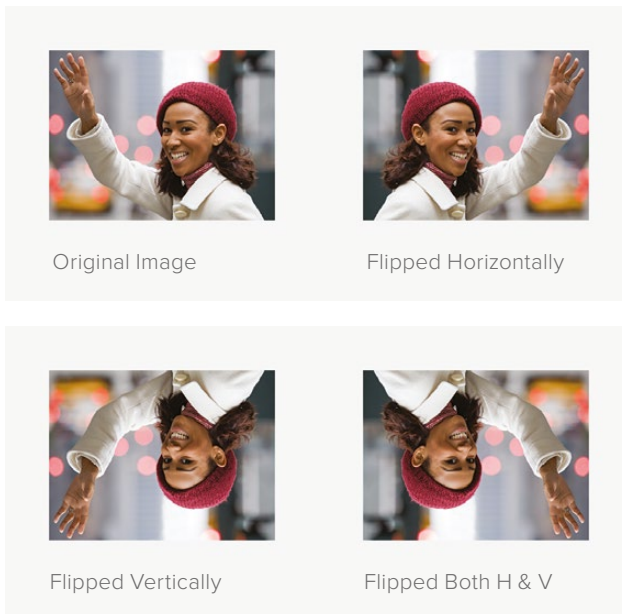 Original Image
Flipped Horizontally
Flipped Vertically
Flipped Both H & V